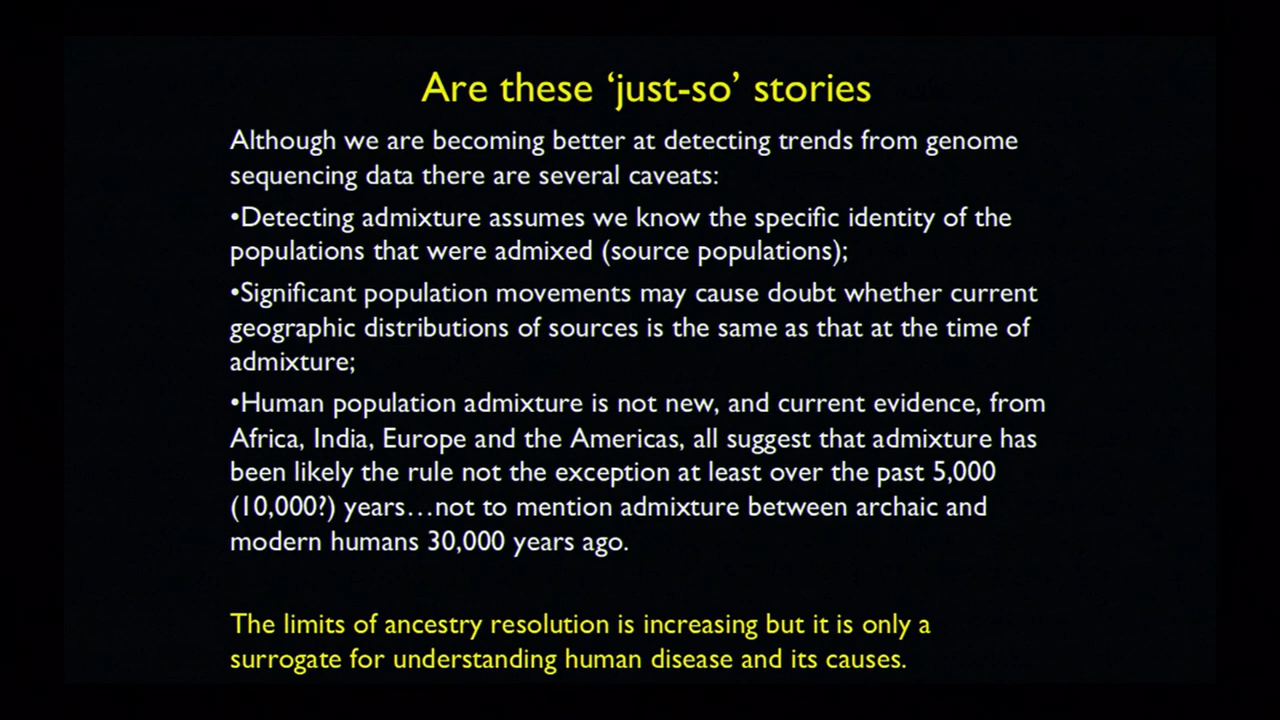 Are these ‘just-so’ stories
Although we are becoming better at detecting trends from genome
sequencing data there are several caveats:
•Detecting admixture assumes we know the specific identity of the
populations that were admixed (source populations);
•Significant population movements may cause doubt whether current
geographic distributions of sources is the same as that at the time of
admixture;
•Human population admixture is not new, and current evidence, from
Africa, India, Europe and the Americas, all suggest that admixture has
been likely the rule not the exception at least over the past 5,000
(10,000?) years…not to mention admixture between archaic and
modern humans 30,000 years ago.
The limits of ancestry resolution is increasing but it is only a
surrogate for understanding human disease and its causes.